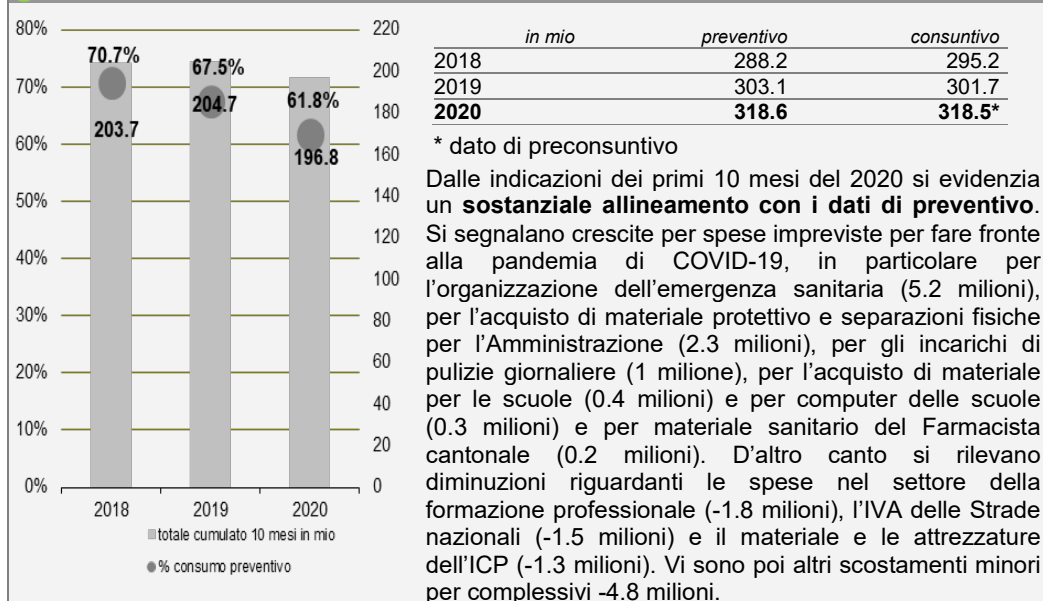 80%
70%
60%
50%
40%
30%
20%
10%
0%
70.7%
67.5%
61.8%
203.7
204.7
196.8
220
200
180
160
140
120
100
80
60
40
20
0
2018 2019 2020
totale cumulato 10 mesi in mio
% consumo preventivo
in mio preventivo consuntivo
2018 288.2 295.2
2019 303.1 301.7
2020 318.6 318.5*
* dato di preconsuntivo
Dalle indicazioni dei primi 10 mesi del 2020 si evidenzia
un sostanziale allineamento con i dati di preventivo.
Si segnalano crescite per spese impreviste per fare fronte
alla pandemia di COVID-19, in particolare per
l'organizzazione dell'emergenza sanitaria (5.2 milioni),
per l'acquisto di materiale protettivo e separazioni fisiche
per l'Amministrazione (2.3 milioni), per gli incarichi di
pulizie giornaliere (1 milione), per l'acquisto di materiale
per le scuole (0.4 milioni) e per computer delle scuole
(0.3 milioni) e per materiale sanitario del Farmacista
cantonale (0.2 milioni). D'altro canto si rilevano
diminuzioni riguardanti le spese nel settore della
formazione professionale (-1.8 milioni), l'IVA delle Strade
nazionali (-1.5 milioni) e il materiale e le attrezzature
dell'ICP (-1.3 milioni). Vi sono poi altri scostamenti minori
per complessivi -4.8 milioni.